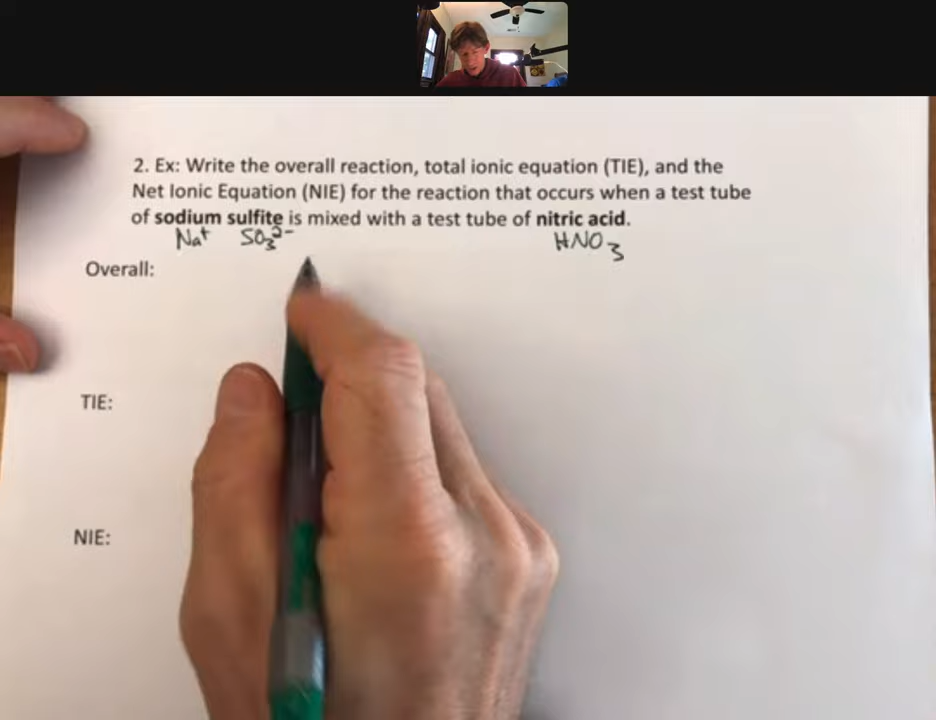 2. Ex: Write the overall reaction, total ionic equation (TIE), and the
Net Ionic Equation (NIE) for the reaction that occurs when a test tube
of sodium sulfite is mixed with a test tube of nitric acid.
Na⁺ SO₃²⁻ HNO₃
Overall:
TIE:
NIE: